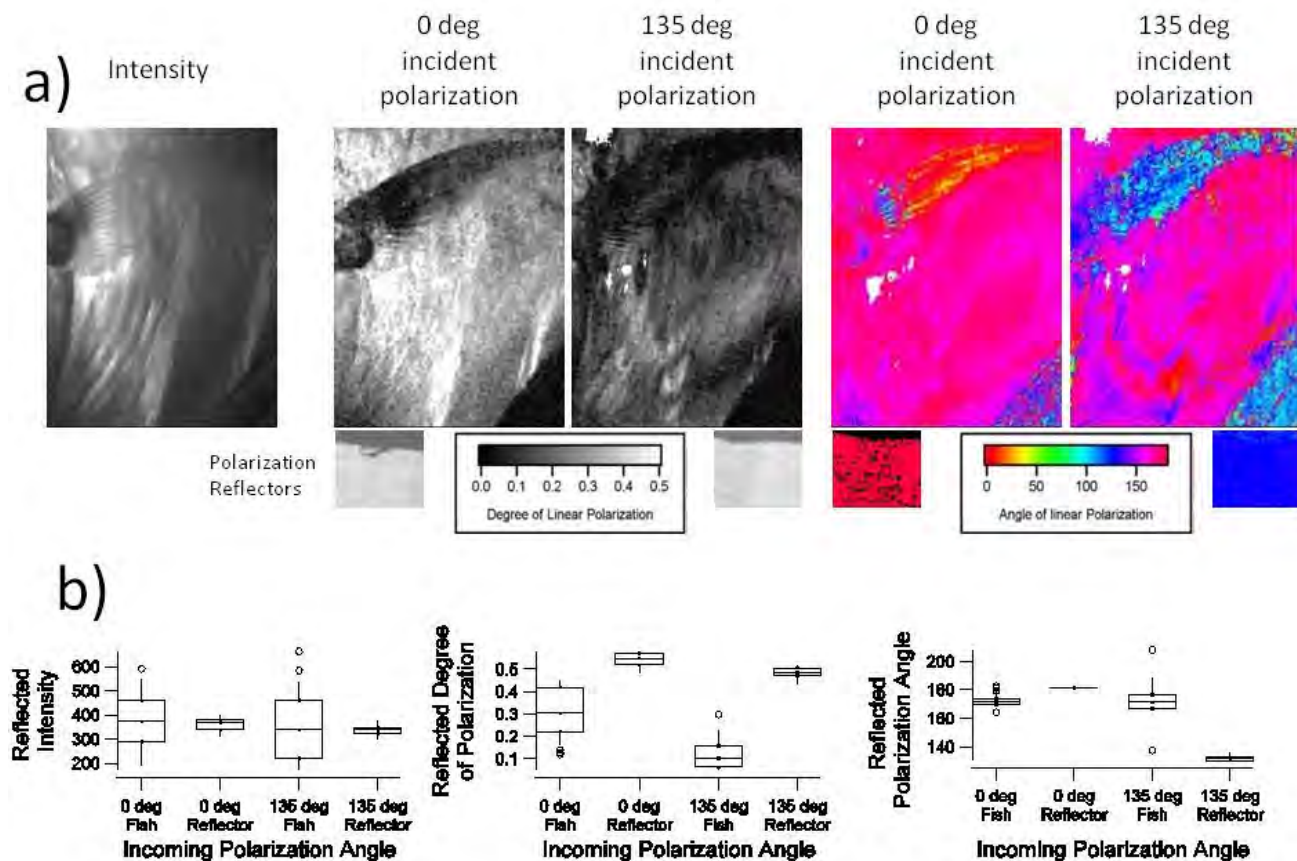 a)
Intensity
0 deg
incident
polarization
135 deg
incident
polarization
0 deg
incident
polarization
135 deg
incident
polarization
Polarization
Reflectors
0.0 0.1 0.2 0.3 0.4 0.5
Degree of Linear Polarization
0 50 100 150
Angle of linear Polarization
b)
Reflected
Intensity
600
500
400
300
200
0 deg
Fish
0 deg
Reflector
135 deg
Fish
135 deg
Reflector
Incoming Polarization Angle
Reflected Degree
of Polarization
0.4
0.3
0.1
0 deg
Fish
0 deg
Reflector
135 deg
Fish
135 deg
Reflector
Incoming Polarization Angle
Reflected
Polarization Angle
200
180
160
140
0 deg
Fish
0 deg
Reflector
135 deg
Fish
135 deg
Reflector
Incoming Polarization Angle